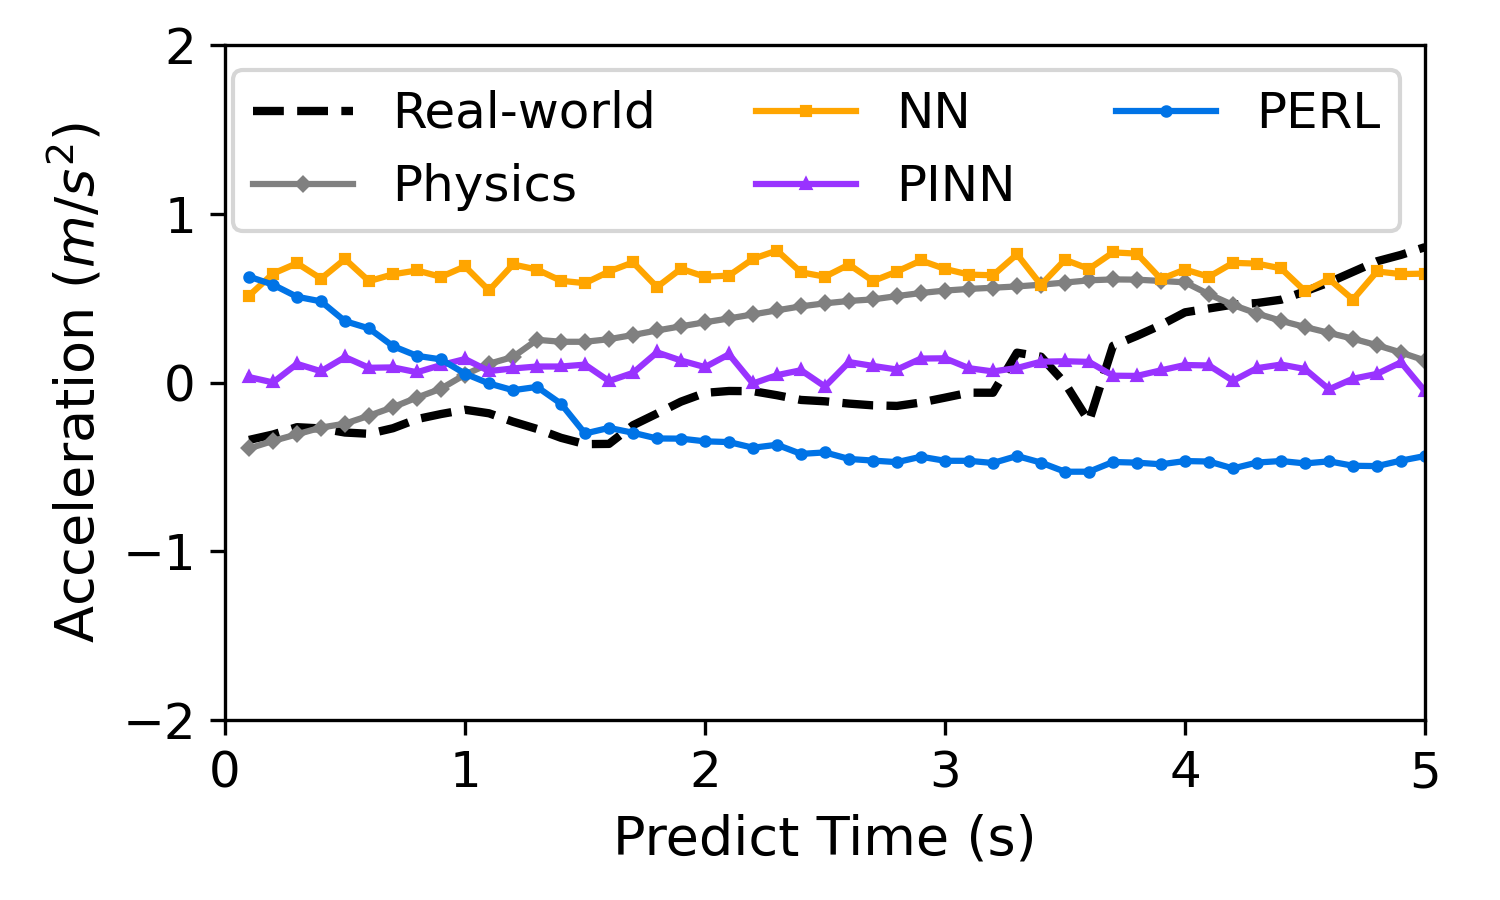 2
1
0
−1
−2
Acceleration (m/s²)
Real-world
Physics
NN
PINN
PERL
0 1 2 3 4 5
Predict Time (s)